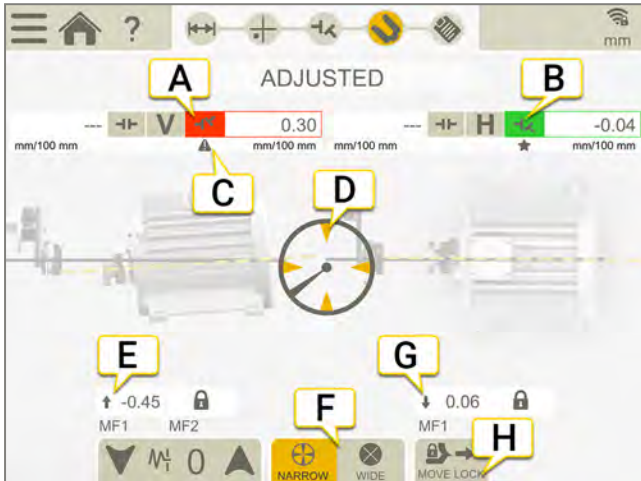 ?
mm
ADJUSTED
A
B
--- V 0.30
--- H -0.04
mm/100 mm mm/100 mm mm/100 mm mm/100 mm
C
D
E
G
-0.45
0.06
MF1 MF2
MF1
F
H
0
NARROW
WIDE
MOVE LOCK